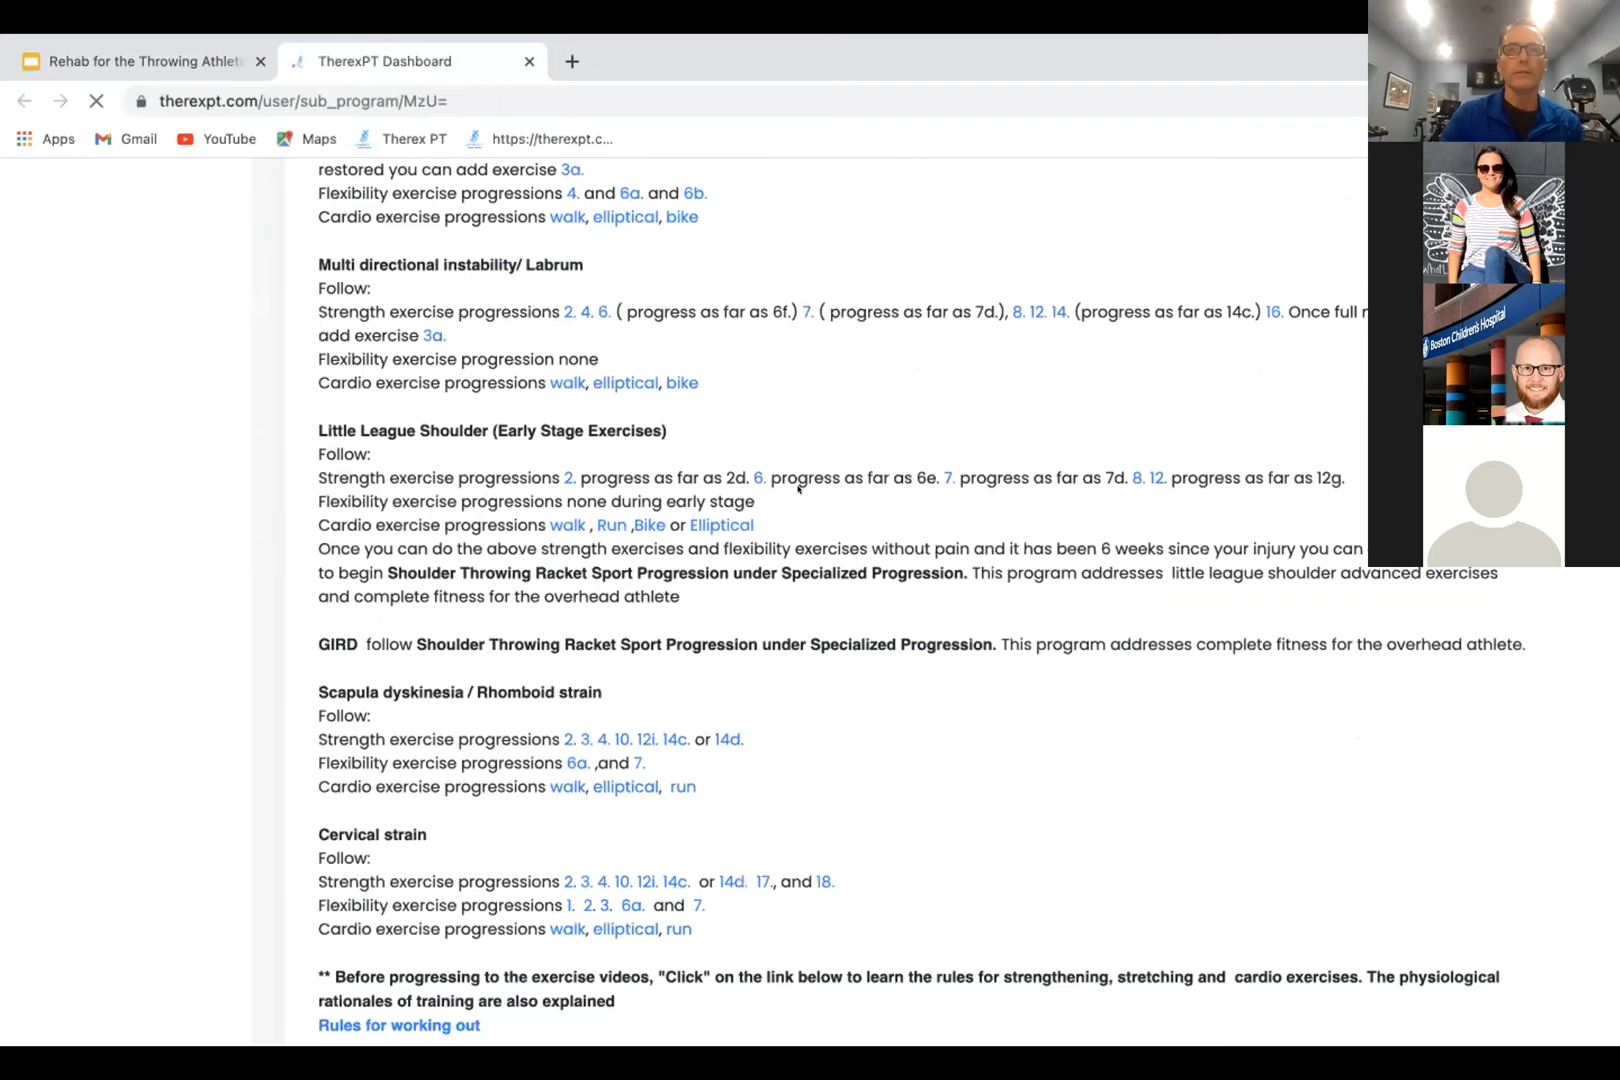 Rehab for the Throwing Athlet
TherexPT Dashboard
therexpt.com/user/sub_program/MzU=
Apps Gmail YouTube Maps Therex PT https://therexpt.c...
restored you can add exercise 3a.
Flexibility exercise progressions 4. and 6a. and 6b.
Cardio exercise progressions walk, elliptical, bike
Multi directional instability/ Labrum
Follow:
Strength exercise progressions 2. 4. 6. ( progress as far as 6f.) 7. ( progress as far as 7d.), 8. 12. 14. (progress as far as 14c.) 16. Once full
add exercise 3a.
Flexibility exercise progression none
Cardio exercise progressions walk, elliptical, bike
Little League Shoulder (Early Stage Exercises)
Follow:
Strength exercise progressions 2. progress as far as 2d. 6. progress as far as 6e. 7. progress as far as 7d. 8. 12. progress as far as 12g.
Flexibility exercise progressions none during early stage
Cardio exercise progressions walk , Run ,Bike or Elliptical
Once you can do the above strength exercises and flexibility exercises without pain and it has been 6 weeks since your injury you can
to begin Shoulder Throwing Racket Sport Progression under Specialized Progression. This program addresses little league shoulder advanced exercises
and complete fitness for the overhead athlete
GIRD follow Shoulder Throwing Racket Sport Progression under Specialized Progression. This program addresses complete fitness for the overhead athlete.
Scapula dyskinesia / Rhomboid strain
Follow:
Strength exercise progressions 2. 3. 4. 10. 12i. 14c. or 14d.
Flexibility exercise progressions 6a. ,and 7.
Cardio exercise progressions walk, elliptical, run
Cervical strain
Follow:
Strength exercise progressions 2. 3. 4. 10. 12i. 14c. or 14d. 17., and 18.
Flexibility exercise progressions 1. 2. 3. 6a. and 7.
Cardio exercise progressions walk, elliptical, run
** Before progressing to the exercise videos, "Click" on the link below to learn the rules for strengthening, stretching and cardio exercises. The physiological
rationales of training are also explained
Rules for working out
Boston Children's Hospital